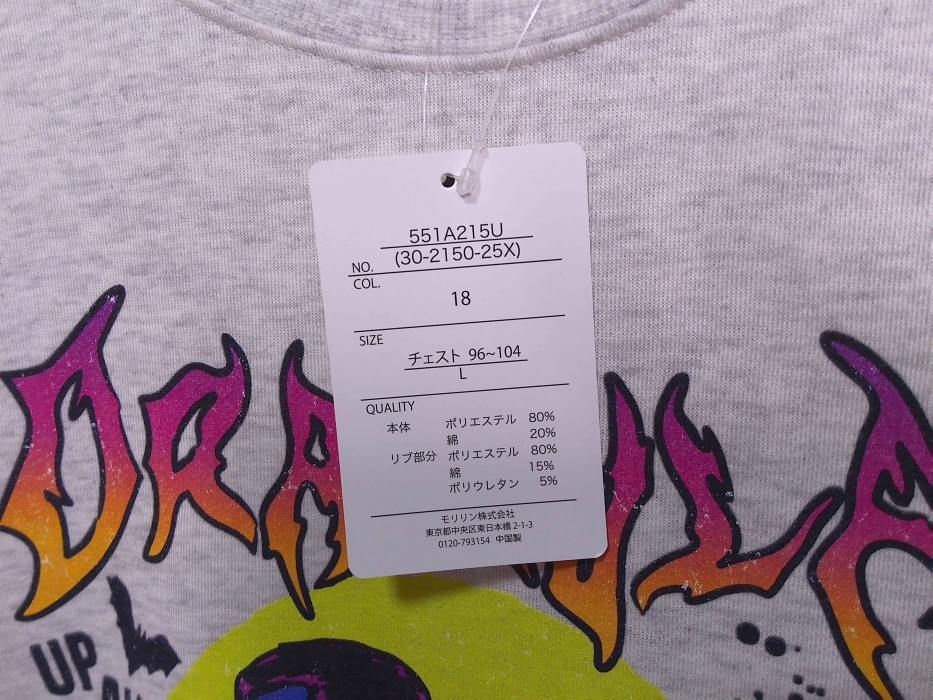 551A215U
NO. (30-2150-25X)
COL.
18
SIZE
チェスト 96~104
L
QUALITY
本体 ポリエステル 80%
綿 20%
リブ部分 ポリエステル 80%
綿 15%
ポリウレタン 5%
モリリン株式会社
東京都中央区東日本橋 2-1-3
0120-793154 中国製
UP